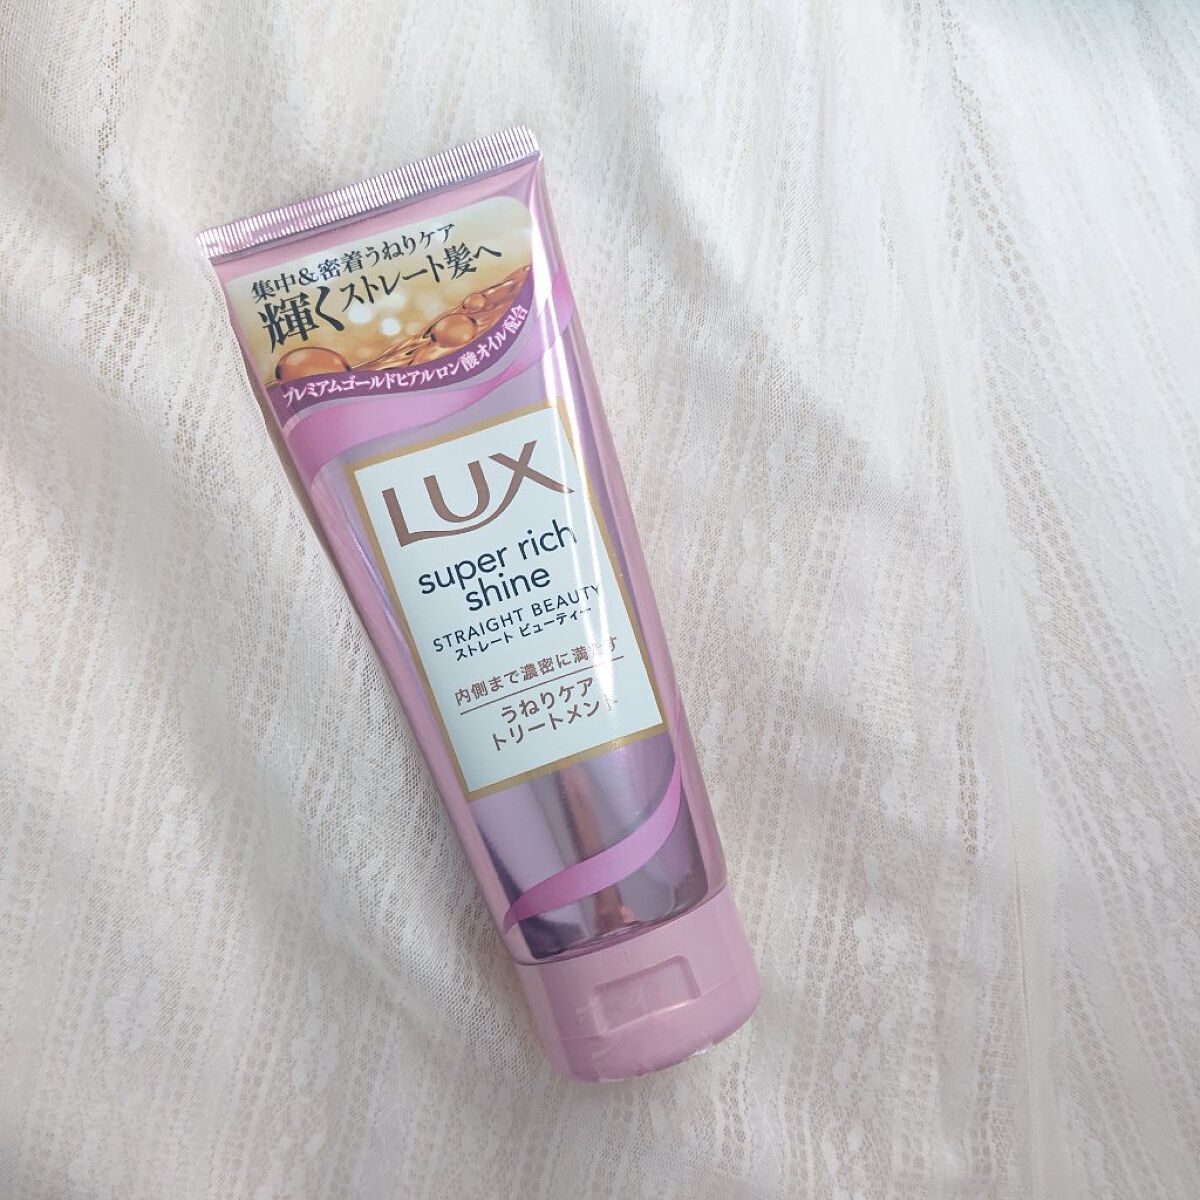 集中&密着うねりケア
輝くストレート髪へ
プレミアムゴールドヒアルロン酸オイル配合
LUX
super rich
shine
STRAIGHT BEAUTY
ストレート ビューティー
内側まで濃密に満たす
うねりケア
トリートメント